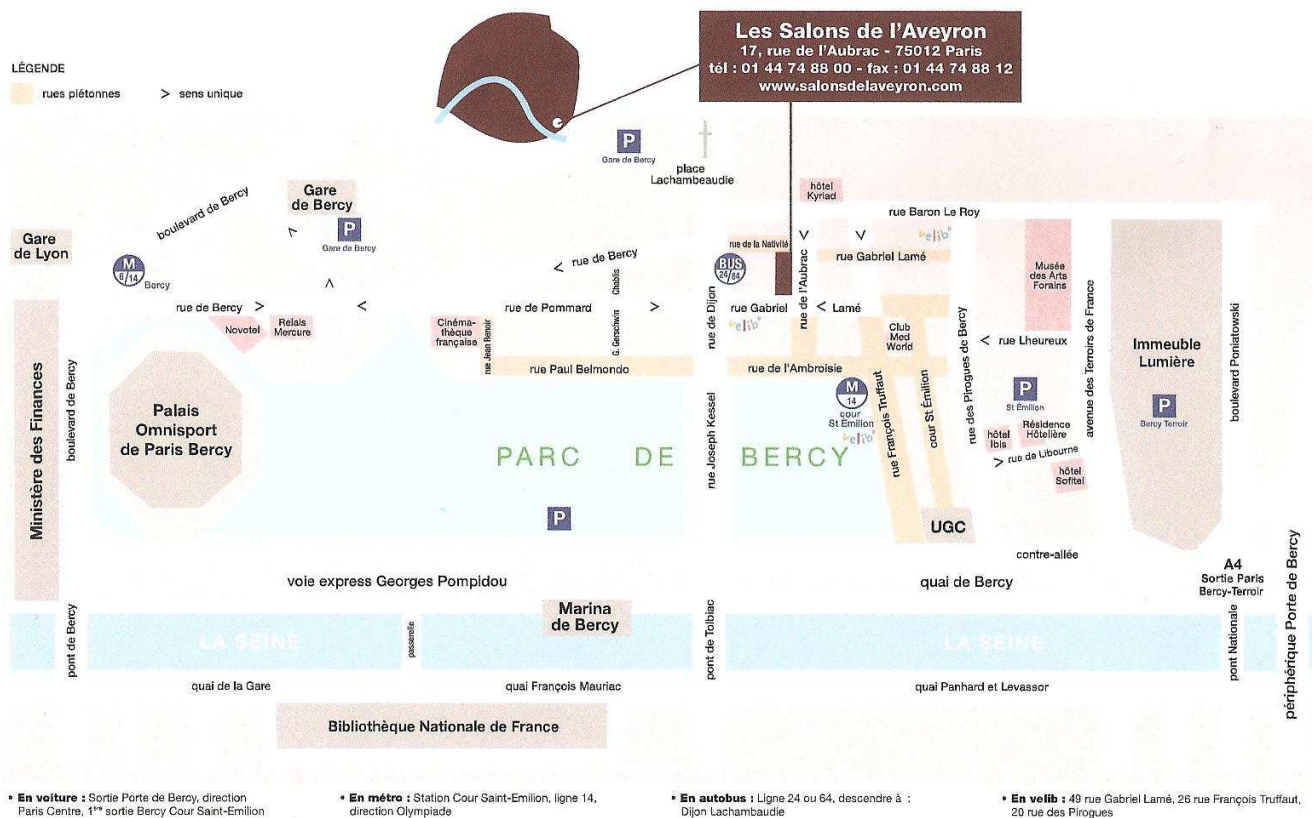 Les Salons de l'Aveyron
17, rue de l'Aubrac - 75012 Paris
tél : 01 44 74 88 00 - fax : 01 44 74 88 12
www.salonsdelaveyron.com
LÉGENDE
rues piétonnes
> sens unique
P
Gare de Bercy
place
Lachambeaudie
hôtel
Kyriad
boulevard de Bercy
Gare
de Bercy
P
Gare de Bercy
rue Baron Le Roy
Gare
de Lyon
M
6/14
Bercy
rue de Bercy
Chablis
rue de la Nativité
BUS
24/64
rue de l'Aubrac
velib'
rue Gabriel Lamé
Musée
des Arts
Forains
rue de Bercy
rue de Pommard
rue de Dijon
rue Gabriel
Lamé
velib'
Novotel
Relais
Mercure
Cinéma-
thèque
française
rue Jean Renoir
G. Gerschwin
Club
Med
World
rue des Pirogues de Bercy
rue Lheureux
avenue des Terroirs de France
Immeuble
Lumière
boulevard Poniatowski
rue Paul Belmondo
rue de l'Ambroisie
Ministère des Finances
boulevard de Bercy
Palais
Omnisport
de Paris Bercy
M
14
cour
St Émilion
velib'
rue François Truffaut
cour St Émilion
P
St Émilion
P
Bercy Terroir
rue Joseph Kessel
PARC DE BERCY
hôtel
Ibis
Résidence
Hôtelière
rue de Libourne
hôtel
Sofitel
P
UGC
contre-allée
voie express Georges Pompidou
quai de Bercy
A4
Sortie Paris
Bercy-Terroir
périphérique Porte de Bercy
pont de Bercy
LA SEINE
passerelle
Marina
de Bercy
pont de Tolbiac
LA SEINE
pont Nationale
quai de la Gare
quai François Mauriac
quai Panhard et Levassor
Bibliothèque Nationale de France
• En voiture : Sortie Porte de Bercy, direction
Paris Centre, 1ère sortie Bercy Cour Saint-Emilion
• En métro : Station Cour Saint-Emilion, ligne 14,
direction Olympiade
• En autobus : Ligne 24 ou 64, descendre à :
Dijon Lachambaudie
• En velib : 49 rue Gabriel Lamé, 26 rue François Truffaut,
20 rue des Pirogues